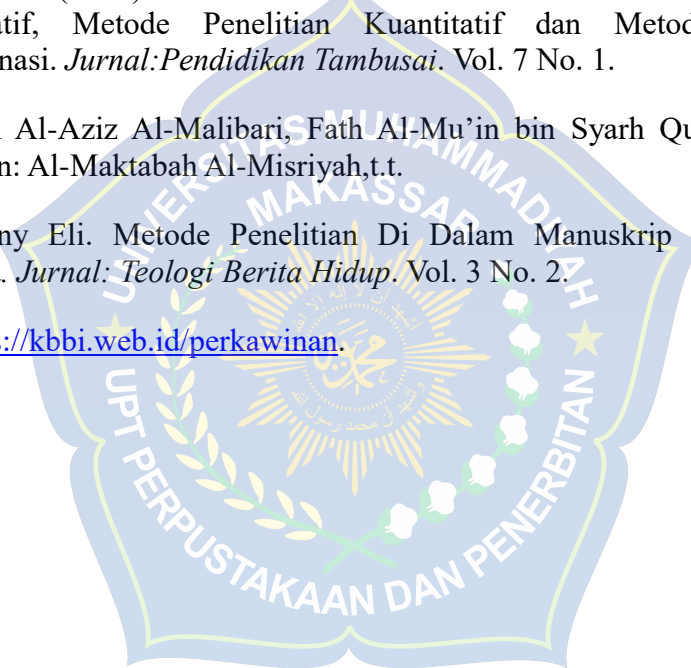 atif, Metode Penelitian Kuantitatif dan Metod
nasi. Jurnal:Pendidikan Tambusai. Vol. 7 No. 1.
Al-Aziz Al-Malibari, Fath Al-Mu’in bin Syarh Qu
n: Al-Maktabah Al-Misriyah,t.t.
ny Eli. Metode Penelitian Di Dalam Manuskrip
. Jurnal: Teologi Berita Hidup. Vol. 3 No. 2.
s://kbbi.web.id/perkawinan.
UNIVERSITAS MUHAMMADIYAH
MAKASSAR
UPT PERPUSTAKAAN DAN PENERBITAN